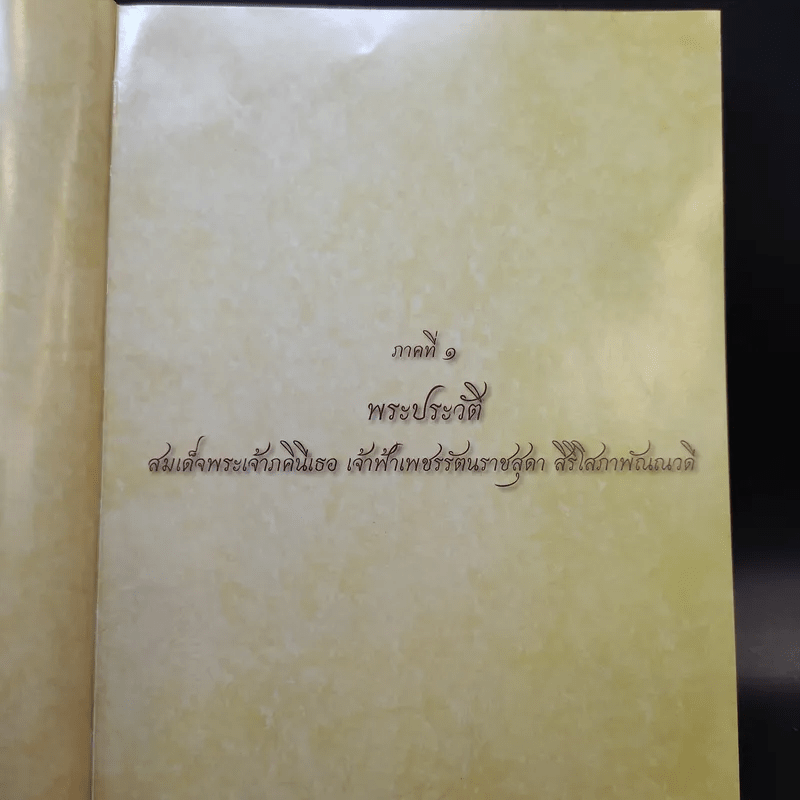 ภาคที่ ๑
พระประวัติ
สมเด็จพระเจ้าภคินีเธอ เจ้าฟ้าเพชรรัตนราชสุดา สิริโสภาพัณณวดี